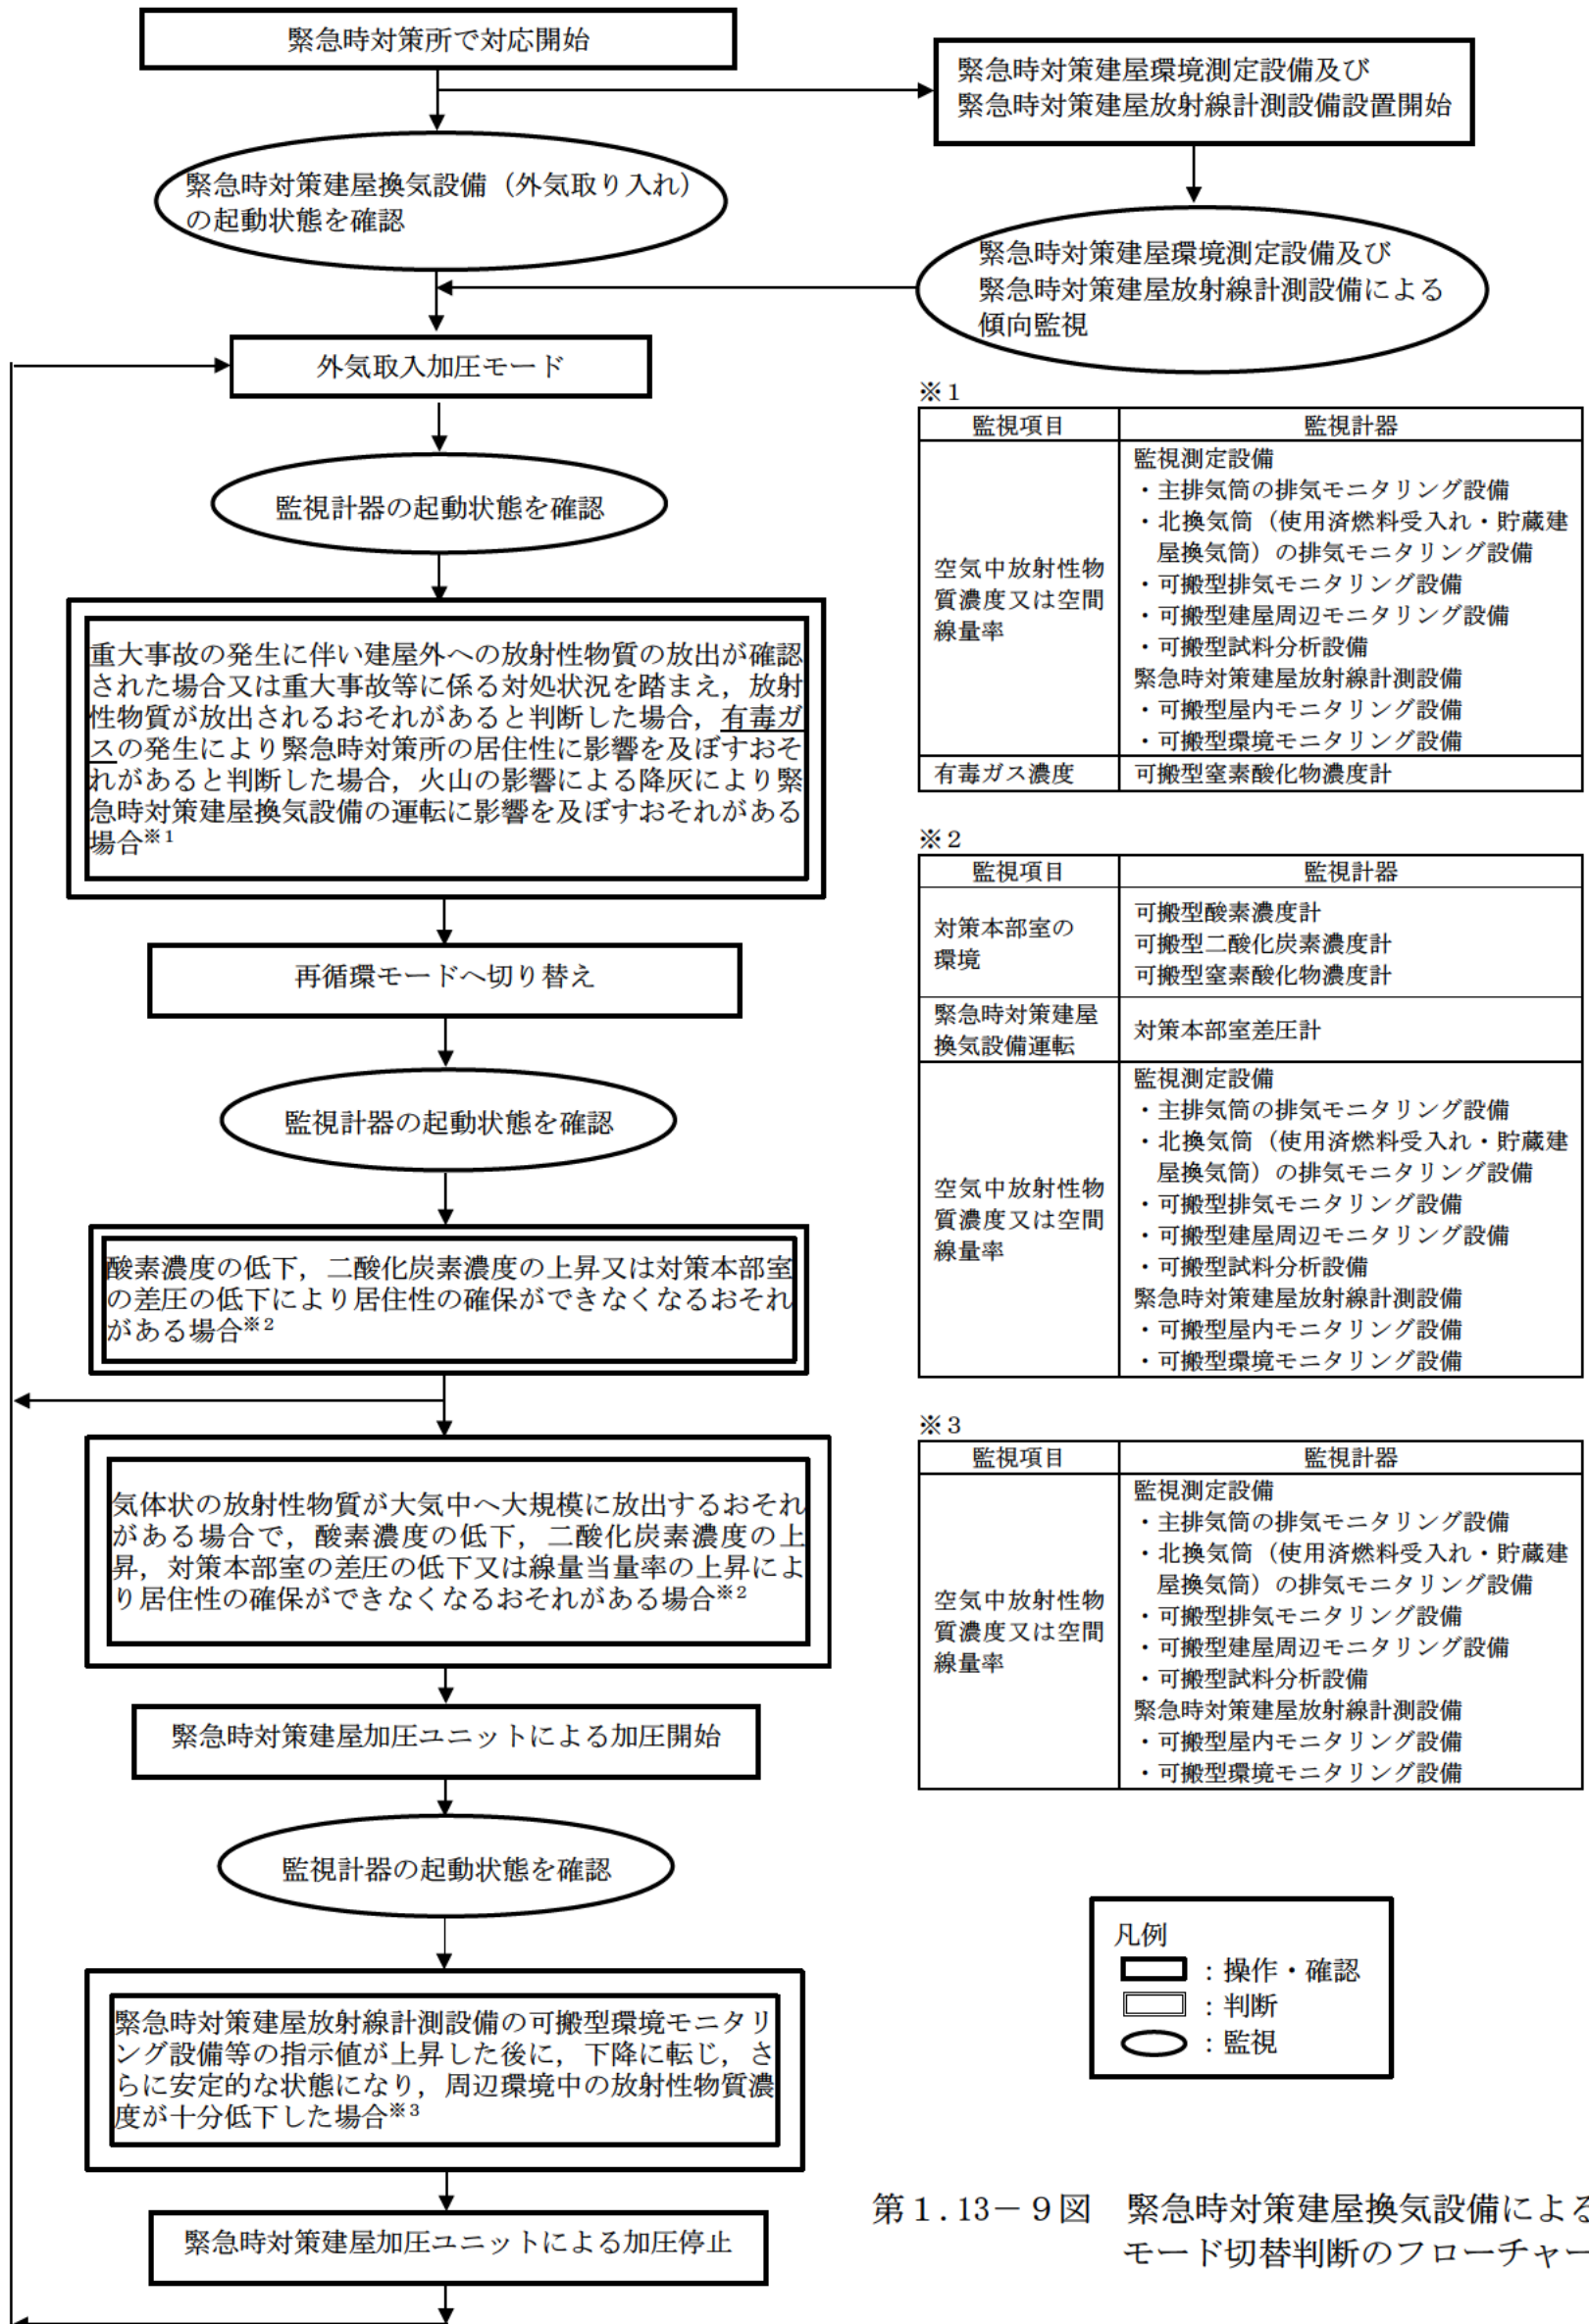 緊急時対策所で対応開始
緊急時対策建屋環境測定設備及び
緊急時対策建屋放射線計測設備設置開始
緊急時対策建屋換気設備（外気取り入れ）
の起動状態を確認
緊急時対策建屋環境測定設備及び
緊急時対策建屋放射線計測設備による
傾向監視
外気取入加圧モード
監視計器の起動状態を確認
重大事故の発生に伴い建屋外への放射性物質の放出が確認
された場合又は重大事故等に係る対処状況を踏まえ，放射
性物質が放出されるおそれがあると判断した場合，有毒ガ
スの発生により緊急時対策所の居住性に影響を及ぼすおそ
れがあると判断した場合，火山の影響による降灰により緊
急時対策建屋換気設備の運転に影響を及ぼすおそれがある
場合※1
再循環モードへ切り替え
監視計器の起動状態を確認
酸素濃度の低下，二酸化炭素濃度の上昇又は対策本部室
の差圧の低下により居住性の確保ができなくなるおそれ
がある場合※2
気体状の放射性物質が大気中へ大規模に放出するおそれ
がある場合で，酸素濃度の低下，二酸化炭素濃度の上
昇，対策本部室の差圧の低下又は線量当量率の上昇によ
り居住性の確保ができなくなるおそれがある場合※2
緊急時対策建屋加圧ユニットによる加圧開始
監視計器の起動状態を確認
緊急時対策建屋放射線計測設備の可搬型環境モニタリ
ング設備等の指示値が上昇した後に，下降に転じ，さ
らに安定的な状態になり，周辺環境中の放射性物質濃
度が十分低下した場合※3
緊急時対策建屋加圧ユニットによる加圧停止
※1
監視項目 監視計器
空気中放射性物
質濃度又は空間
線量率
監視測定設備
・主排気筒の排気モニタリング設備
・北換気筒（使用済燃料受入れ・貯蔵建
屋換気筒）の排気モニタリング設備
・可搬型排気モニタリング設備
・可搬型建屋周辺モニタリング設備
・可搬型試料分析設備
緊急時対策建屋放射線計測設備
・可搬型屋内モニタリング設備
・可搬型環境モニタリング設備
有毒ガス濃度 可搬型窒素酸化物濃度計
※2
監視項目 監視計器
対策本部室の
環境
可搬型酸素濃度計
可搬型二酸化炭素濃度計
可搬型窒素酸化物濃度計
緊急時対策建屋
換気設備運転
対策本部室差圧計
空気中放射性物
質濃度又は空間
線量率
監視測定設備
・主排気筒の排気モニタリング設備
・北換気筒（使用済燃料受入れ・貯蔵建
屋換気筒）の排気モニタリング設備
・可搬型排気モニタリング設備
・可搬型建屋周辺モニタリング設備
・可搬型試料分析設備
緊急時対策建屋放射線計測設備
・可搬型屋内モニタリング設備
・可搬型環境モニタリング設備
※3
監視項目 監視計器
空気中放射性物
質濃度又は空間
線量率
監視測定設備
・主排気筒の排気モニタリング設備
・北換気筒（使用済燃料受入れ・貯蔵建
屋換気筒）の排気モニタリング設備
・可搬型排気モニタリング設備
・可搬型建屋周辺モニタリング設備
・可搬型試料分析設備
緊急時対策建屋放射線計測設備
・可搬型屋内モニタリング設備
・可搬型環境モニタリング設備
凡例
：操作・確認
：判断
：監視
第1.13－9図 緊急時対策建屋換気設備による
モード切替判断のフローチャー